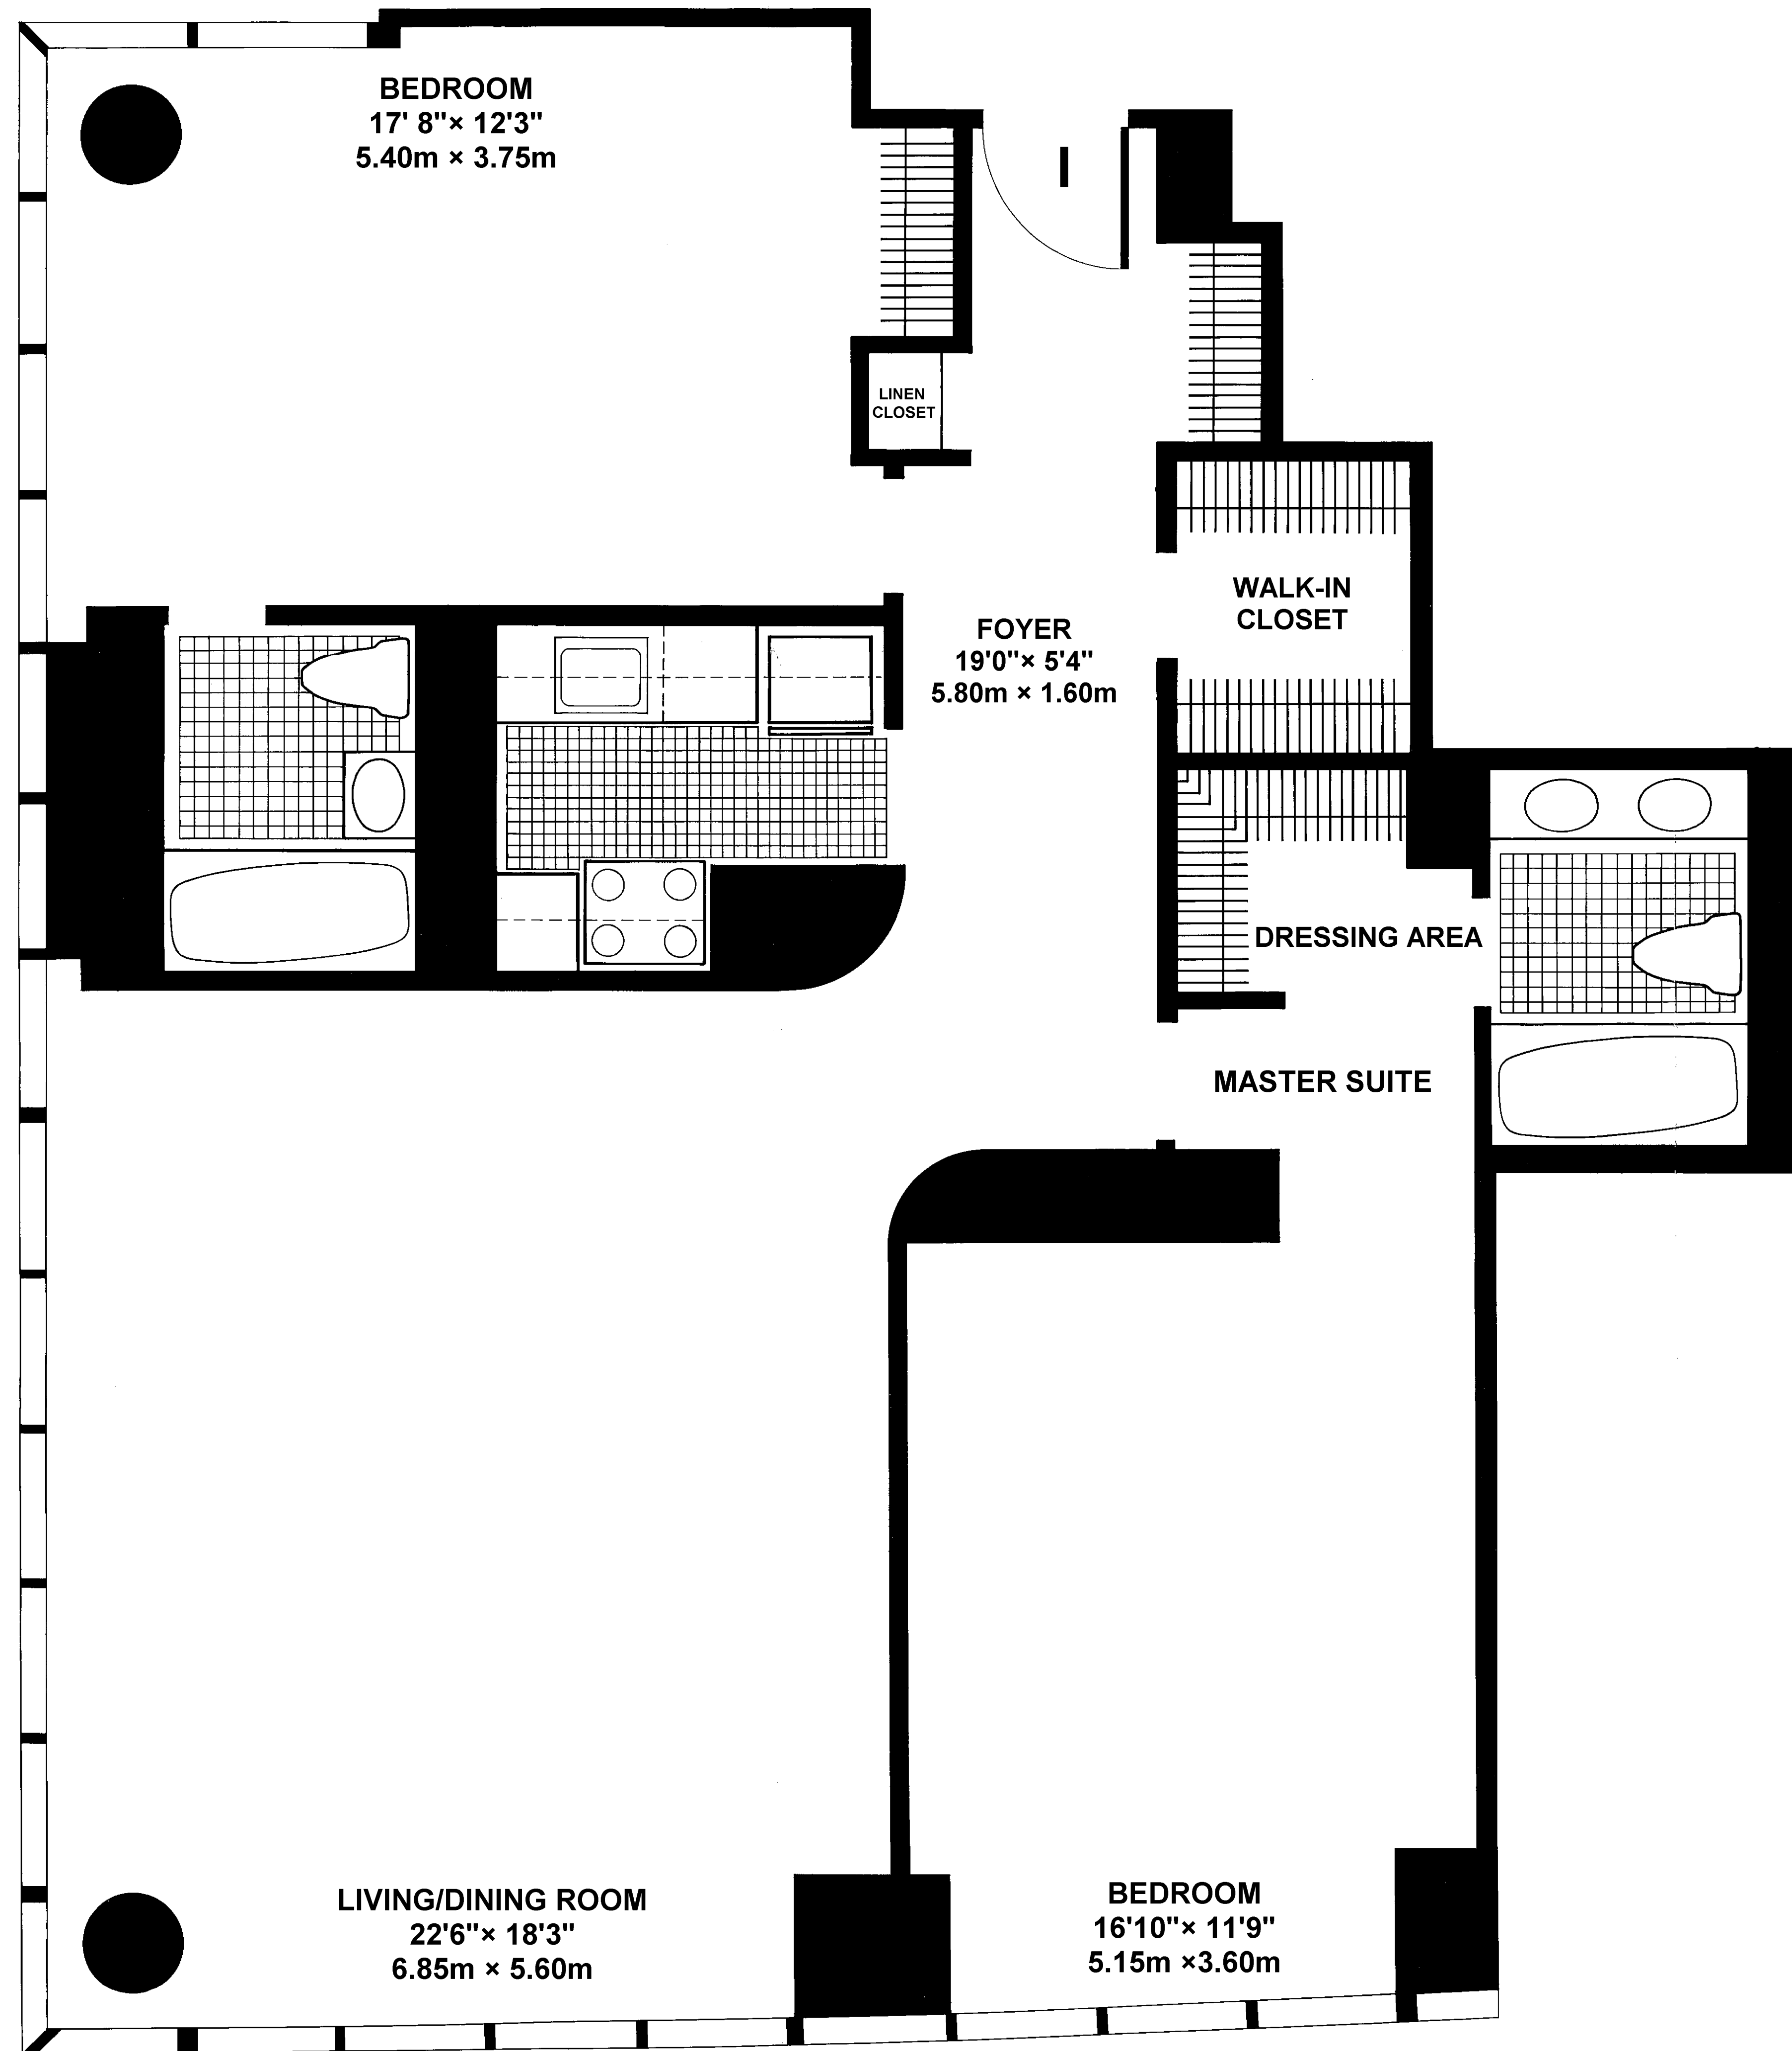 BEDROOM
17' 8"× 12'3"
5.40m × 3.75m
I
LINEN
CLOSET
WALK-IN
CLOSET
FOYER
19'0"× 5'4"
5.80m × 1.60m
DRESSING AREA
MASTER SUITE
LIVING/DINING ROOM
22'6"× 18'3"
6.85m × 5.60m
BEDROOM
16'10"× 11'9"
5.15m ×3.60m